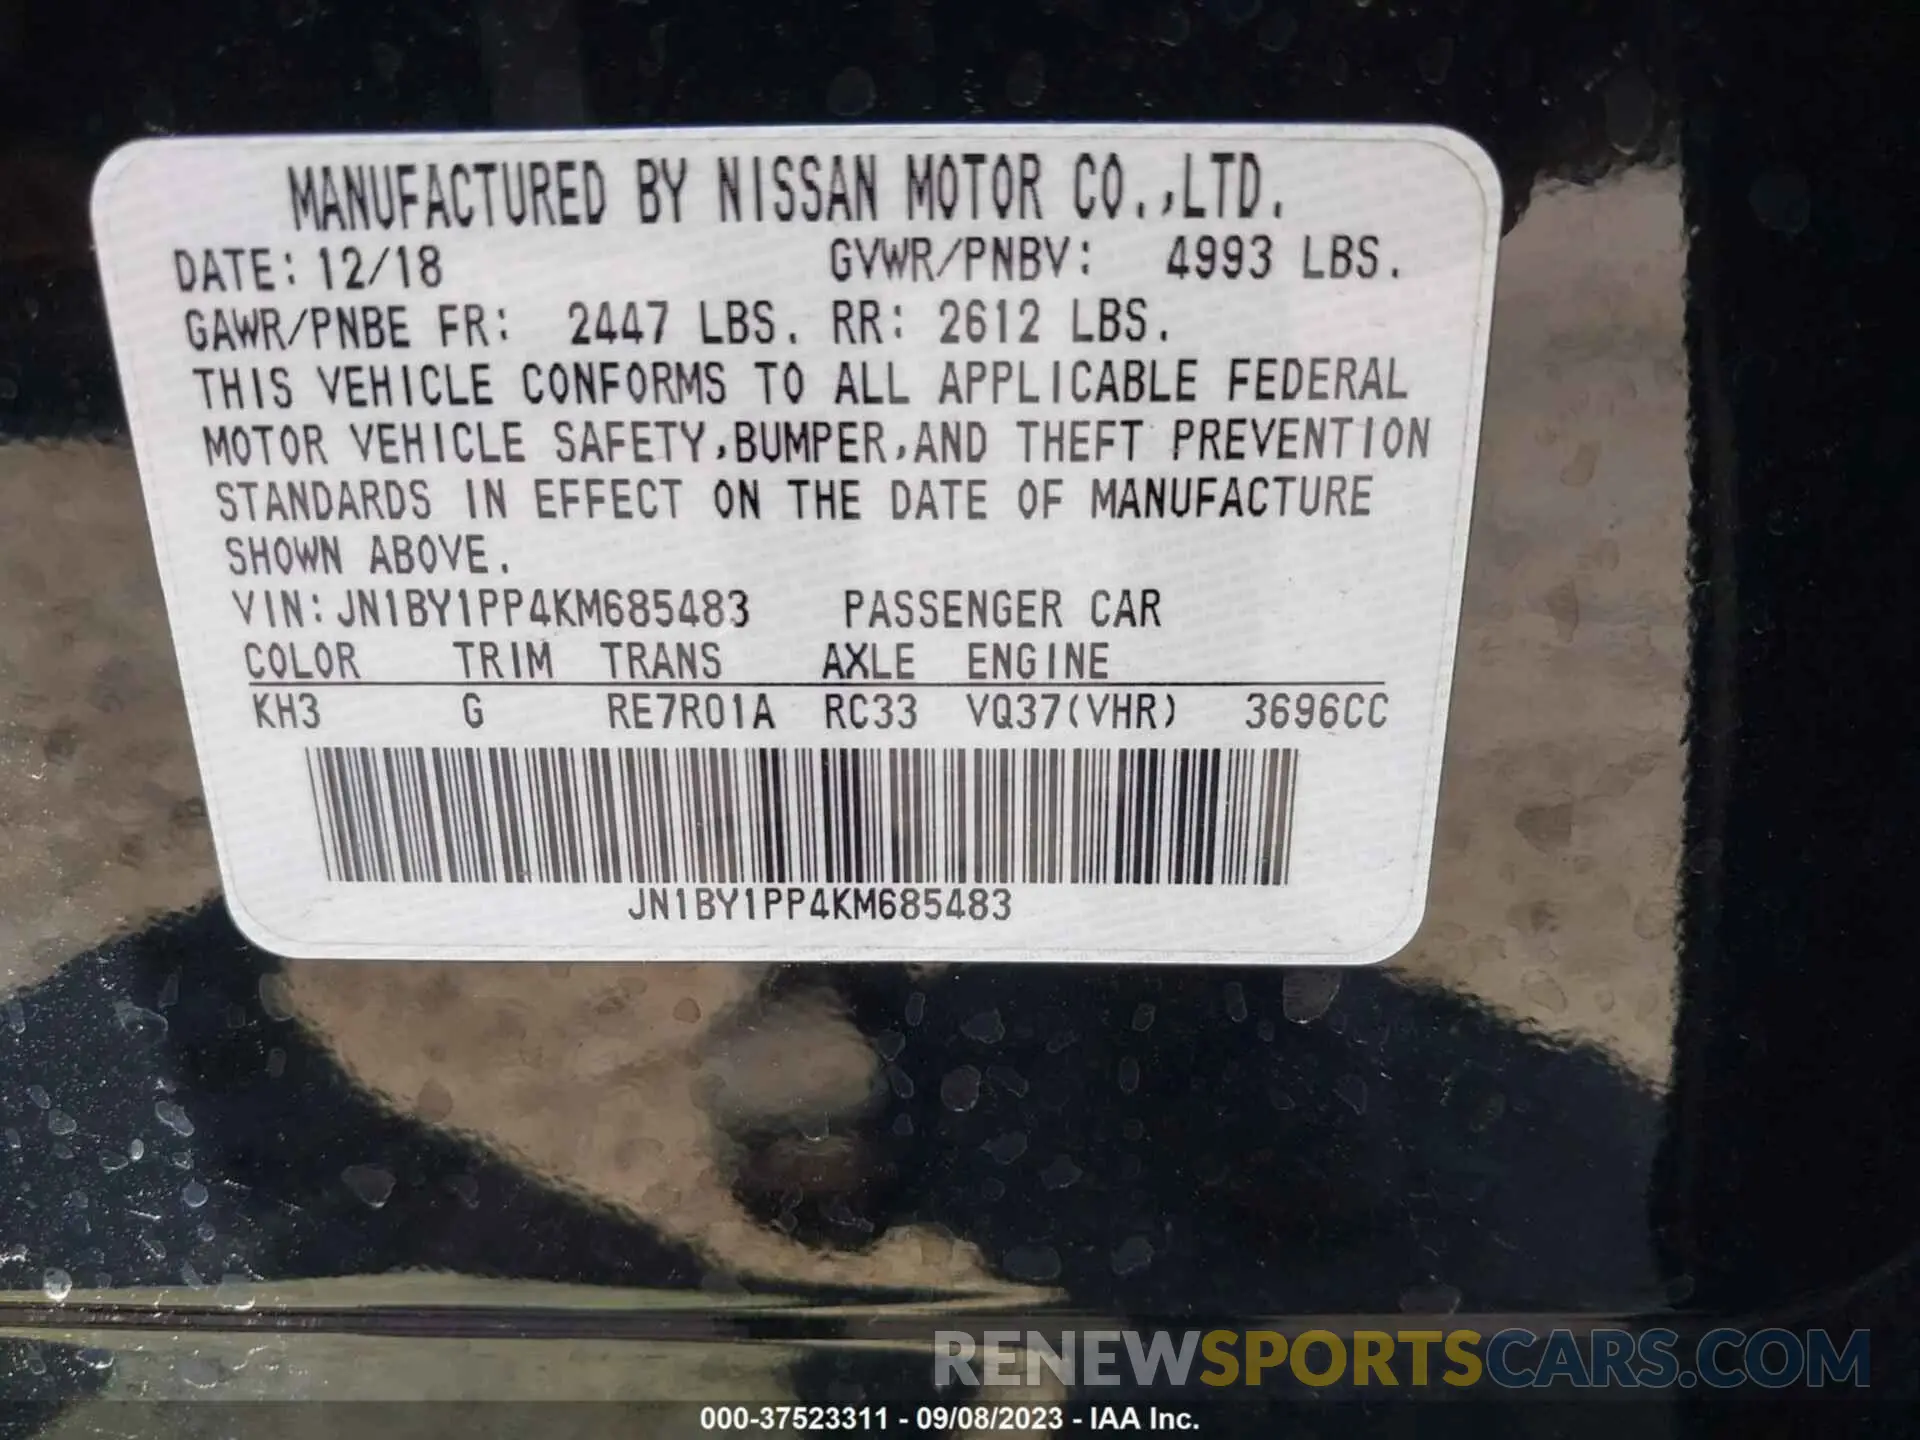 MANUFACTURED BY NISSAN MOTOR CO.,LTD.
DATE: 12/18 GVWR/PNBV: 4993 LBS.
GAWR/PNBE FR: 2447 LBS. RR: 2612 LBS.
THIS VEHICLE CONFORMS TO ALL APPLICABLE FEDERAL
MOTOR VEHICLE SAFETY,BUMPER,AND THEFT PREVENTION
STANDARDS IN EFFECT ON THE DATE OF MANUFACTURE
SHOWN ABOVE.
VIN:JN1BY1PP4KM685483 PASSENGER CAR
COLOR TRIM TRANS AXLE ENGINE
KH3 G RE7R01A RC33 VQ37(VHR) 3696CC
JN1BY1PP4KM685483
RENEWSPORTSCARS.COM
000-37523311 - 09/08/2023 - IAA Inc.